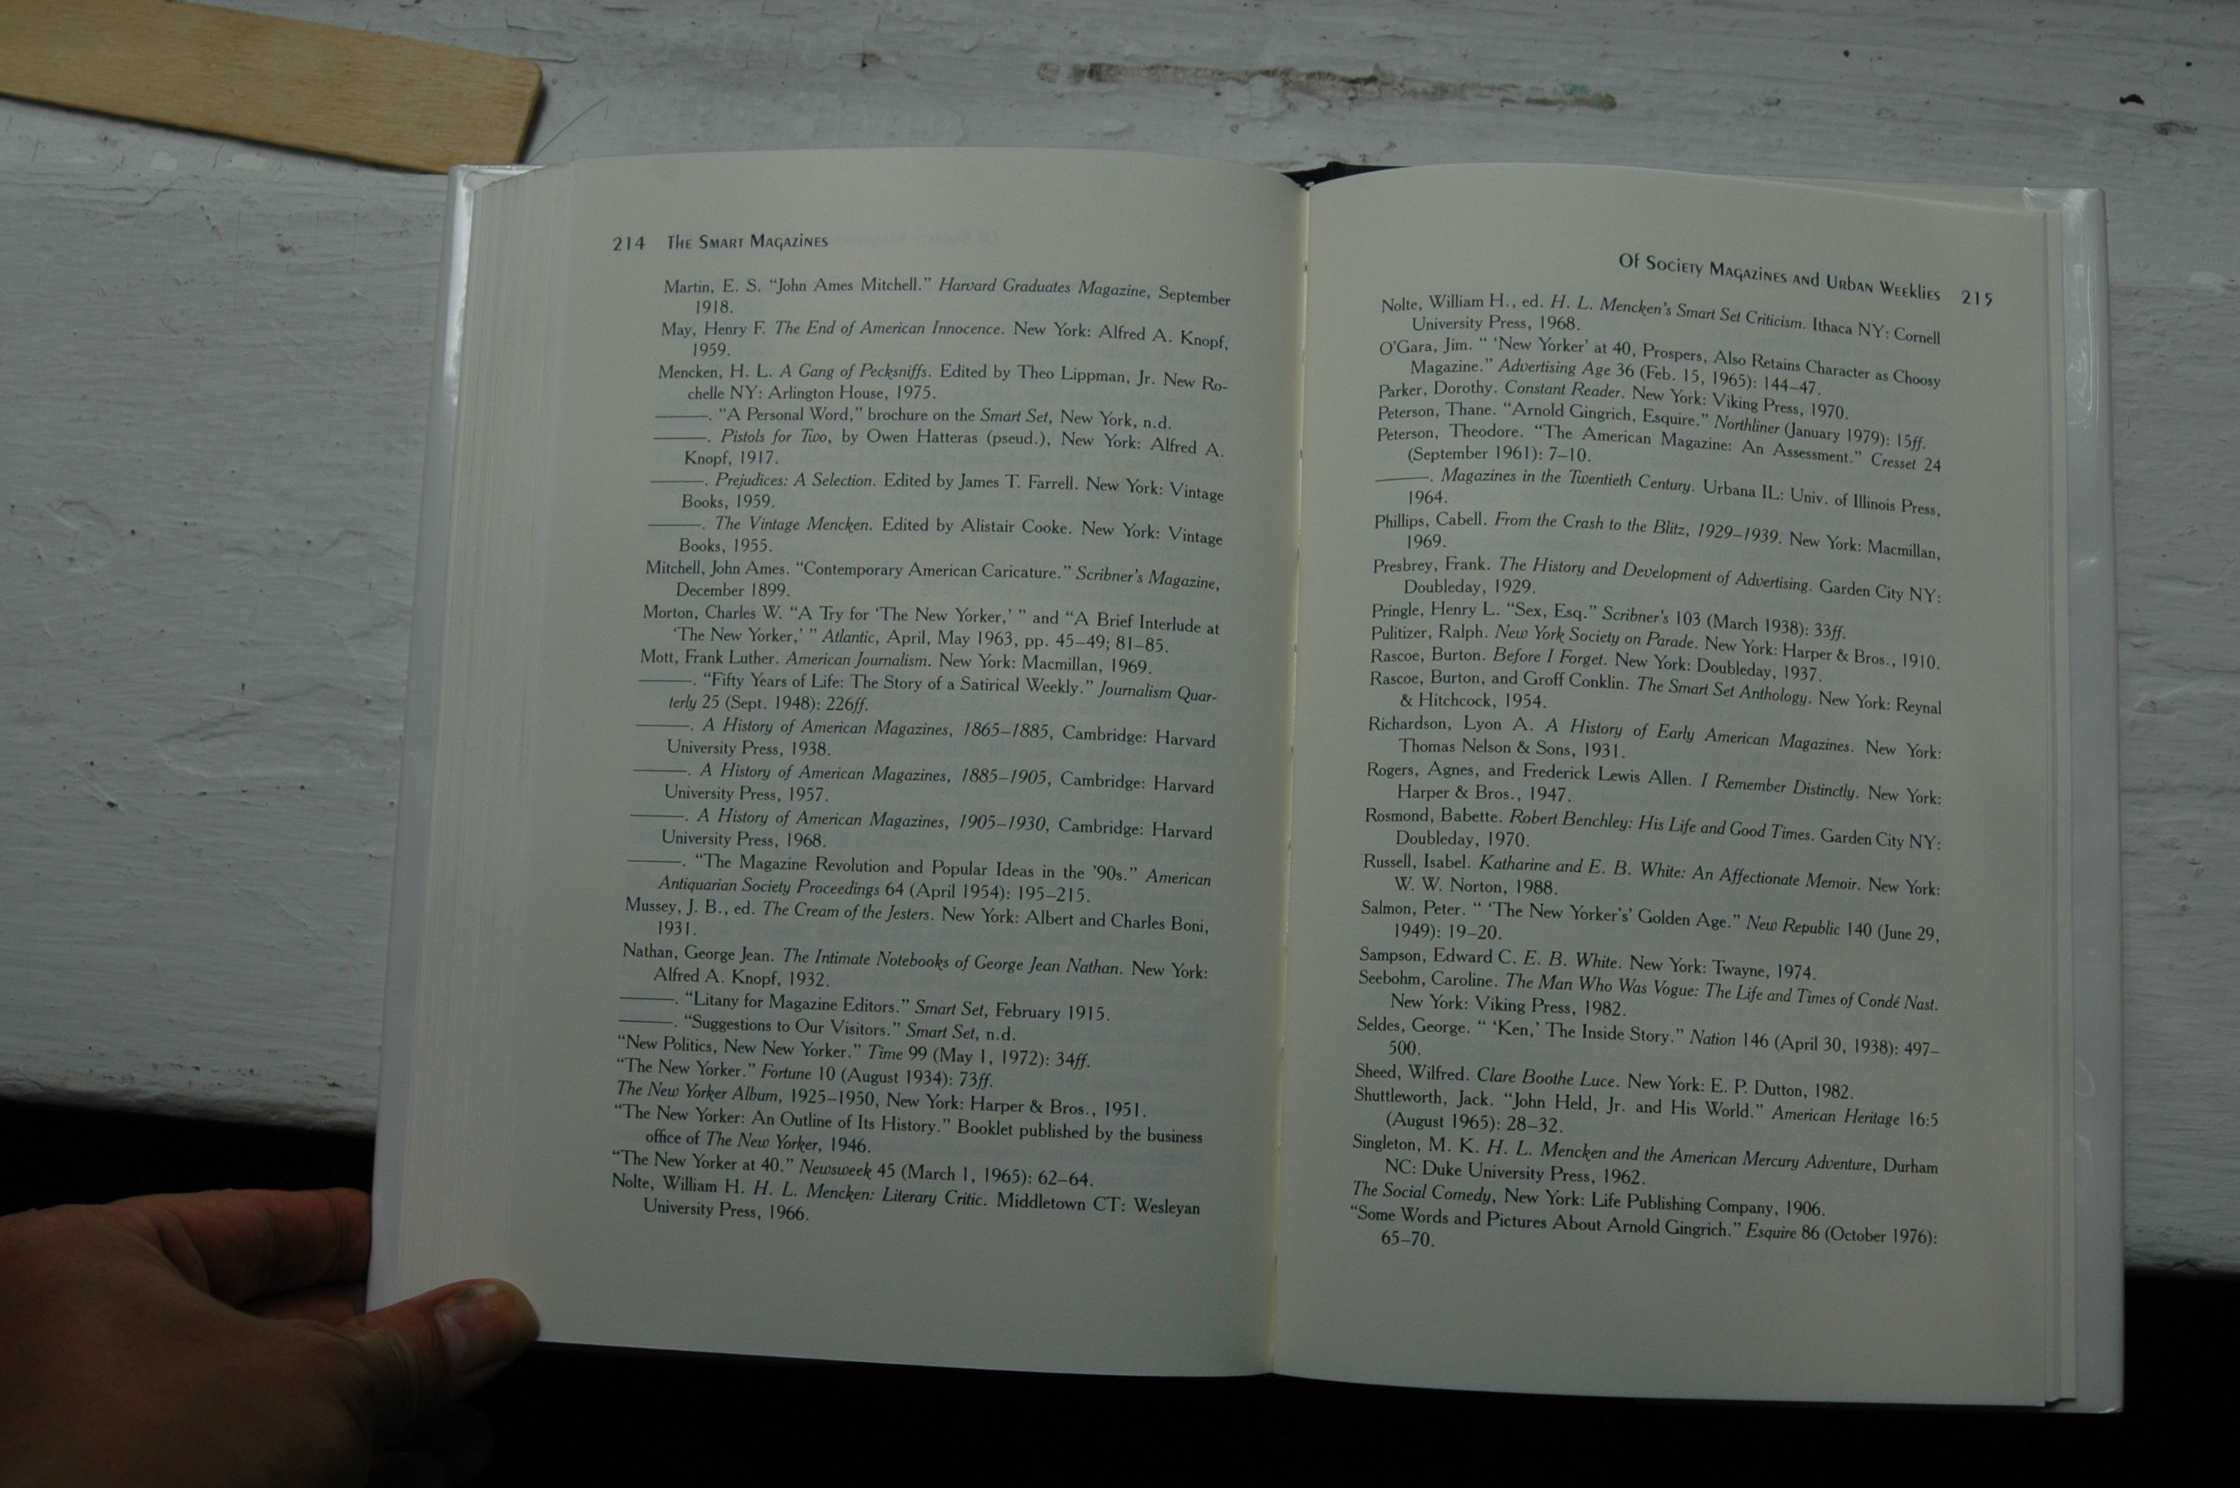 214 The Smart Magazines
Martin, E. S. “John Ames Mitchell.” Harvard Graduates Magazine, September
1918.
May, Henry F. The End of American Innocence. New York: Alfred A. Knopf,
1959.
Mencken, H. L. A Gang of Pecksniffs. Edited by Theo Lippman, Jr. New Ro-
chelle NY: Arlington House, 1975.
———. “A Personal Word,” brochure on the Smart Set, New York, n.d.
———. Pistols for Two, by Owen Hatteras (pseud.), New York: Alfred A.
Knopf, 1917.
———. Prejudices: A Selection. Edited by James T. Farrell. New York: Vintage
Books, 1959.
———. The Vintage Mencken. Edited by Alistair Cooke. New York: Vintage
Books, 1955.
Mitchell, John Ames. “Contemporary American Caricature.” Scribner’s Magazine,
December 1899.
Morton, Charles W. “A Try for ‘The New Yorker,’ ” and “A Brief Interlude at
‘The New Yorker,’ ” Atlantic, April, May 1963, pp. 45–49; 81–85.
Mott, Frank Luther. American Journalism. New York: Macmillan, 1969.
———. “Fifty Years of Life: The Story of a Satirical Weekly.” Journalism Quar-
terly 25 (Sept. 1948): 226ff.
———. A History of American Magazines, 1865–1885, Cambridge: Harvard
University Press, 1938.
———. A History of American Magazines, 1885–1905, Cambridge: Harvard
University Press, 1957.
———. A History of American Magazines, 1905–1930, Cambridge: Harvard
University Press, 1968.
———. “The Magazine Revolution and Popular Ideas in the ’90s.” American
Antiquarian Society Proceedings 64 (April 1954): 195–215.
Mussey, J. B., ed. The Cream of the Jesters. New York: Albert and Charles Boni,
1931.
Nathan, George Jean. The Intimate Notebooks of George Jean Nathan. New York:
Alfred A. Knopf, 1932.
———. “Litany for Magazine Editors.” Smart Set, February 1915.
———. “Suggestions to Our Visitors.” Smart Set, n.d.
“New Politics, New New Yorker.” Time 99 (May 1, 1972): 34ff.
“The New Yorker.” Fortune 10 (August 1934): 73ff.
The New Yorker Album, 1925–1950, New York: Harper & Bros., 1951.
“The New Yorker: An Outline of Its History.” Booklet published by the business
office of The New Yorker, 1946.
“The New Yorker at 40.” Newsweek 45 (March 1, 1965): 62–64.
Nolte, William H. H. L. Mencken: Literary Critic. Middletown CT: Wesleyan
University Press, 1966.
Of Society Magazines and Urban Weeklies 215
Nolte, William H., ed. H. L. Mencken’s Smart Set Criticism. Ithaca NY: Cornell
University Press, 1968.
O’Gara, Jim. “ ‘New Yorker’ at 40, Prospers, Also Retains Character as Choosy
Magazine.” Advertising Age 36 (Feb. 15, 1965): 144–47.
Parker, Dorothy. Constant Reader. New York: Viking Press, 1970.
Peterson, Thane. “Arnold Gingrich, Esquire.” Northliner (January 1979): 15ff.
Peterson, Theodore. “The American Magazine: An Assessment.” Cresset 24
(September 1961): 7–10.
———. Magazines in the Twentieth Century. Urbana IL: Univ. of Illinois Press,
1964.
Phillips, Cabell. From the Crash to the Blitz, 1929–1939. New York: Macmillan,
1969.
Presbrey, Frank. The History and Development of Advertising. Garden City NY:
Doubleday, 1929.
Pringle, Henry L. “Sex, Esq.” Scribner’s 103 (March 1938): 33ff.
Pulitizer, Ralph. New York Society on Parade. New York: Harper & Bros., 1910.
Rascoe, Burton. Before I Forget. New York: Doubleday, 1937.
Rascoe, Burton, and Groff Conklin. The Smart Set Anthology. New York: Reynal
& Hitchcock, 1954.
Richardson, Lyon A. A History of Early American Magazines. New York:
Thomas Nelson & Sons, 1931.
Rogers, Agnes, and Frederick Lewis Allen. I Remember Distinctly. New York:
Harper & Bros., 1947.
Rosmond, Babette. Robert Benchley: His Life and Good Times. Garden City NY:
Doubleday, 1970.
Russell, Isabel. Katharine and E. B. White: An Affectionate Memoir. New York:
W. W. Norton, 1988.
Salmon, Peter. “ ‘The New Yorker’s’ Golden Age.” New Republic 140 (June 29,
1949): 19–20.
Sampson, Edward C. E. B. White. New York: Twayne, 1974.
Seebohm, Caroline. The Man Who Was Vogue: The Life and Times of Condé Nast.
New York: Viking Press, 1982.
Seldes, George. “ ‘Ken,’ The Inside Story.” Nation 146 (April 30, 1938): 497–
500.
Sheed, Wilfred. Clare Boothe Luce. New York: E. P. Dutton, 1982.
Shuttleworth, Jack. “John Held, Jr. and His World.” American Heritage 16:5
(August 1965): 28–32.
Singleton, M. K. H. L. Mencken and the American Mercury Adventure, Durham
NC: Duke University Press, 1962.
The Social Comedy, New York: Life Publishing Company, 1906.
“Some Words and Pictures About Arnold Gingrich.” Esquire 86 (October 1976):
65–70.